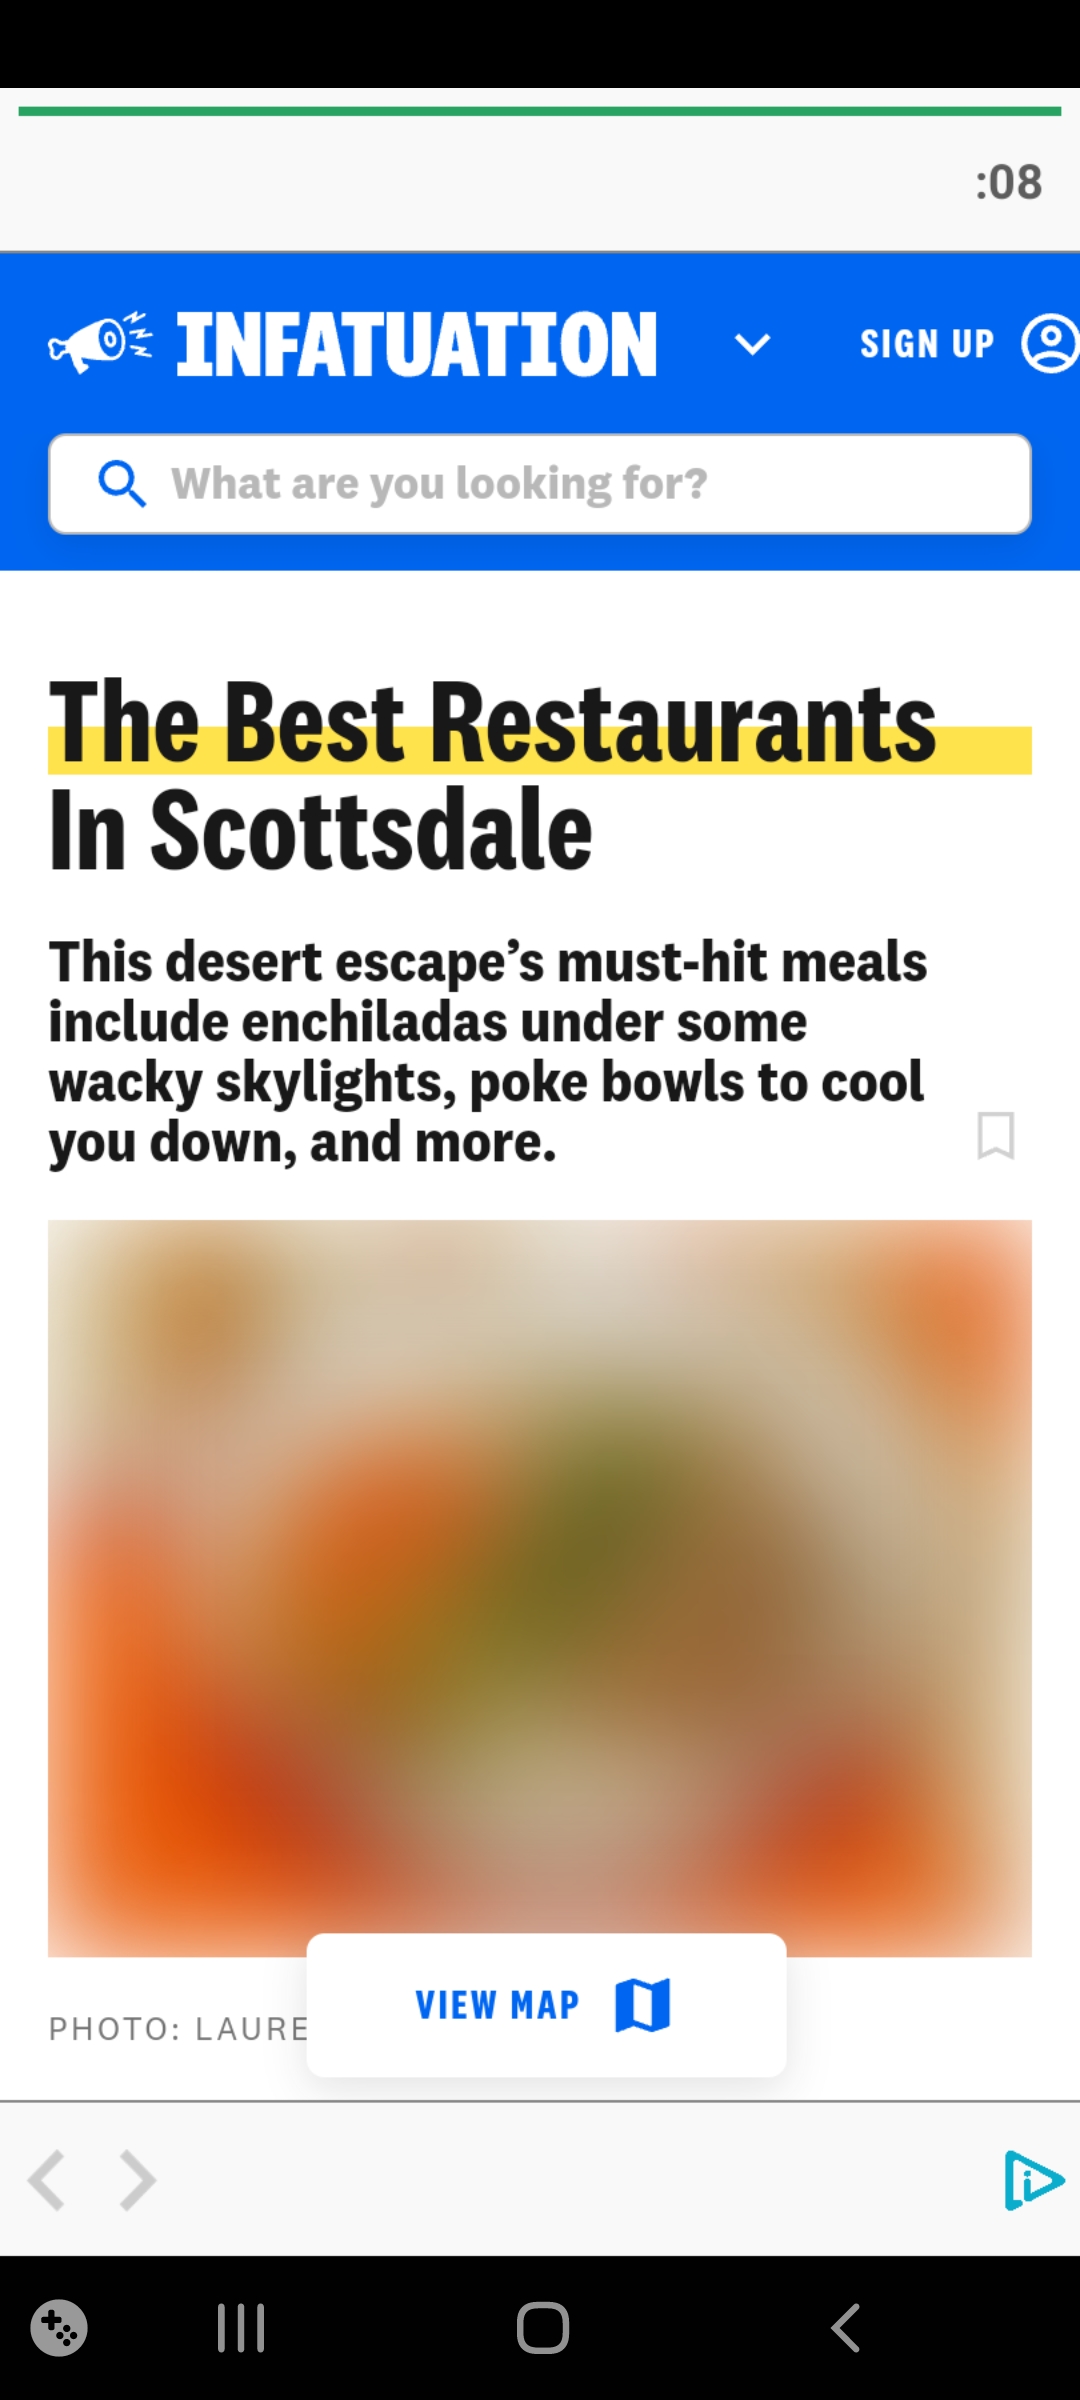 :08
INFATUATION
SIGN UP
What are you looking for?
The Best Restaurants
In Scottsdale
This desert escape’s must-hit meals
include enchiladas under some
wacky skylights, poke bowls to cool
you down, and more.
VIEW MAP
PHOTO: LAURE